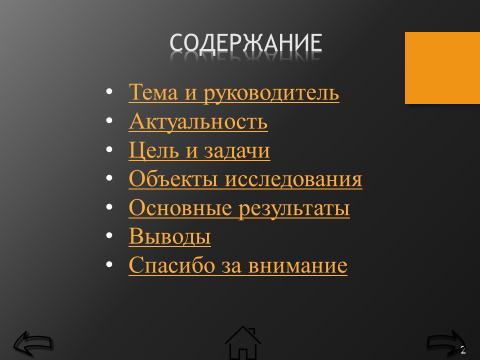 СОДЕРЖАНИЕ
• Тема и руководитель
• Актуальность
• Цель и задачи
• Объекты исследования
• Основные результаты
• Выводы
• Спасибо за внимание
2